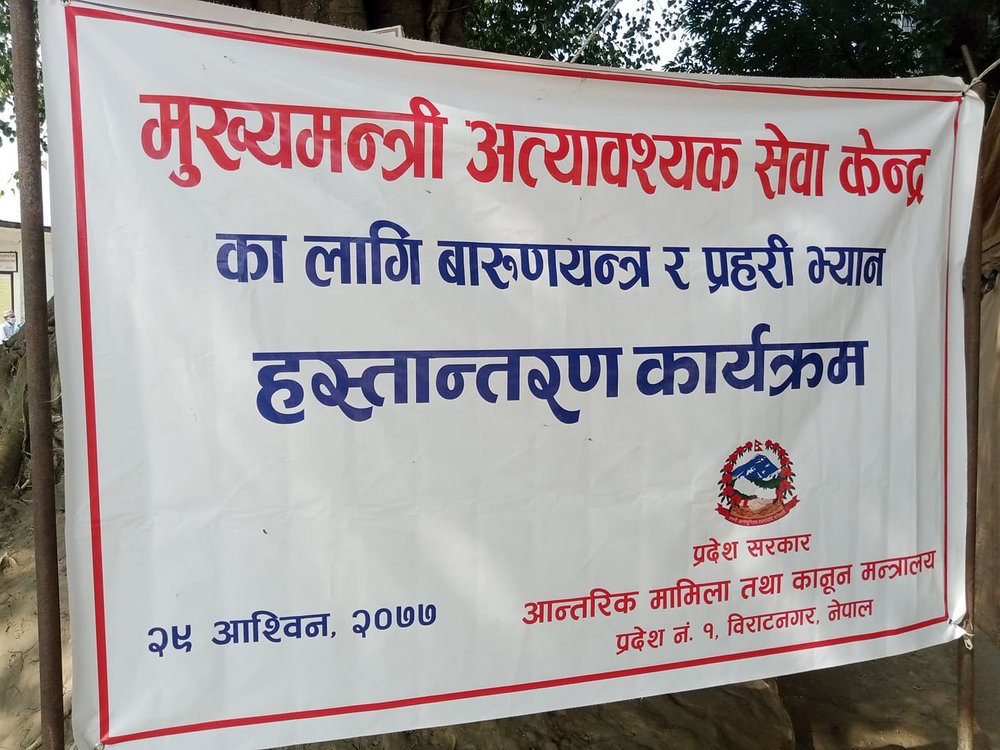 मुख्यमन्त्री अत्यावश्यक सेवा केन्द्र
का लागि बारुणयन्त्र र प्रहरी भ्यान
हस्तान्तरण कार्यक्रम
प्रदेश सरकार
आन्तरिक मामिला तथा कानून मन्त्रालय
प्रदेश नं. १, विराटनगर, नेपाल
२९ आश्विन, २०७७